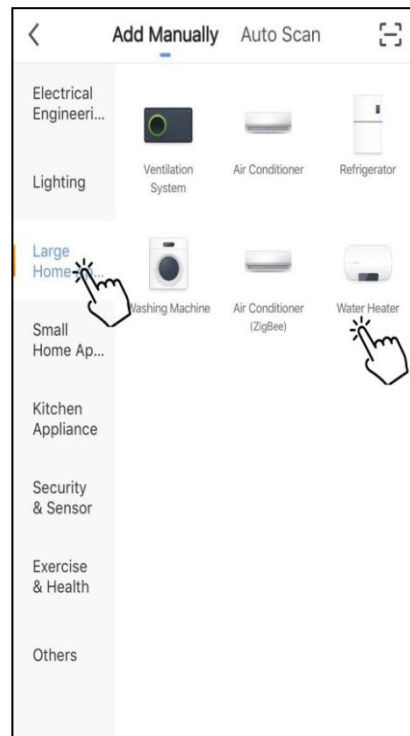 Add Manually Auto Scan
Electrical
Engineeri...
Ventilation
System
Air Conditioner
Refrigerator
Lighting
Large
Home
Washing Machine
Air Conditioner
(ZigBee)
Water Heater
Small
Home Ap...
Kitchen
Appliance
Security
& Sensor
Exercise
& Health
Others